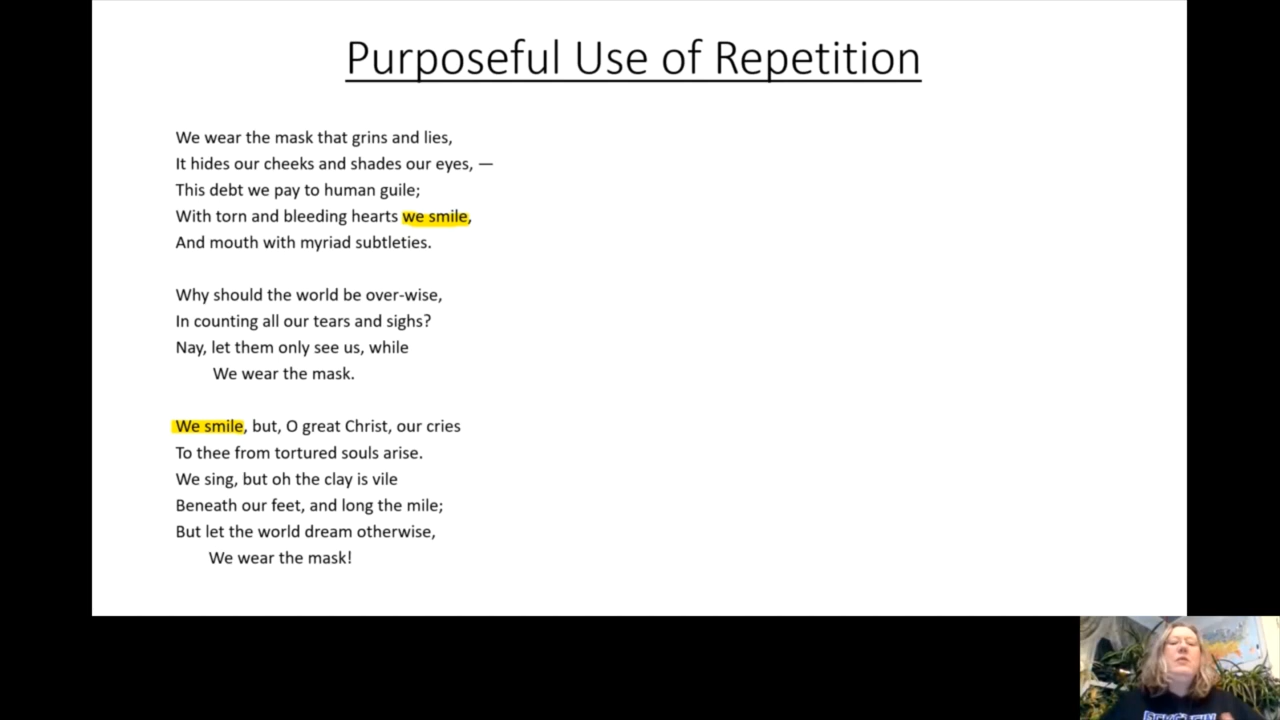 Purposeful Use of Repetition
We wear the mask that grins and lies,
It hides our cheeks and shades our eyes, —
This debt we pay to human guile;
With torn and bleeding hearts we smile,
And mouth with myriad subtleties.
Why should the world be over-wise,
In counting all our tears and sighs?
Nay, let them only see us, while
We wear the mask.
We smile, but, O great Christ, our cries
To thee from tortured souls arise.
We sing, but oh the clay is vile
Beneath our feet, and long the mile;
But let the world dream otherwise,
We wear the mask!